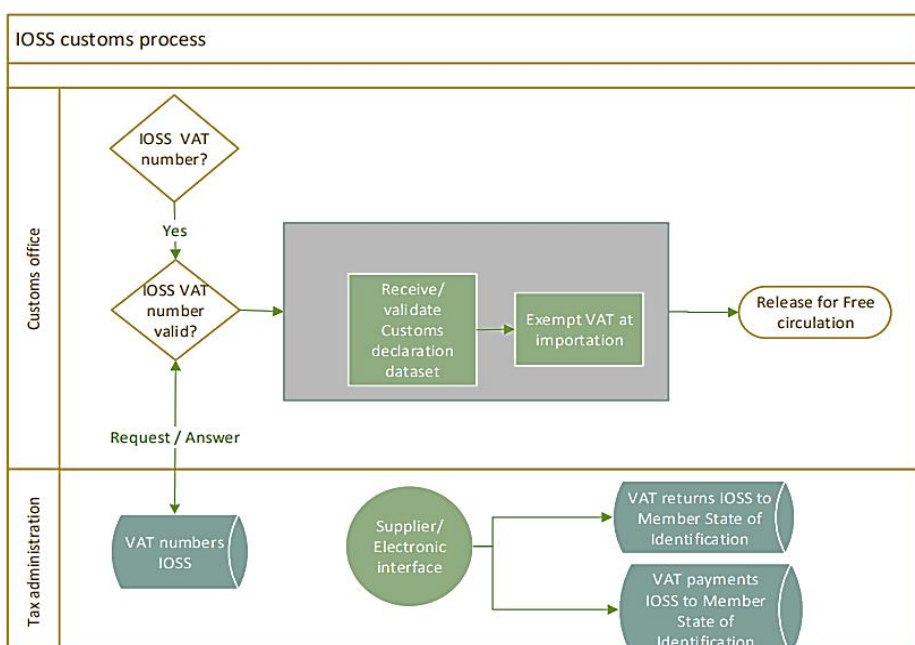 IOSS customs process
Customs office
IOSS VAT
number?
Yes
IOSS VAT
number
valid?
Receive/
validate
Customs
declaration
dataset
Exempt VAT at
importation
Release for Free
circulation
Request / Answer
Tax administration
VAT numbers
IOSS
Supplier/
Electronic
interface
VAT returns IOSS to
Member State of
Identification
VAT payments
IOSS to Member
State of
Identification